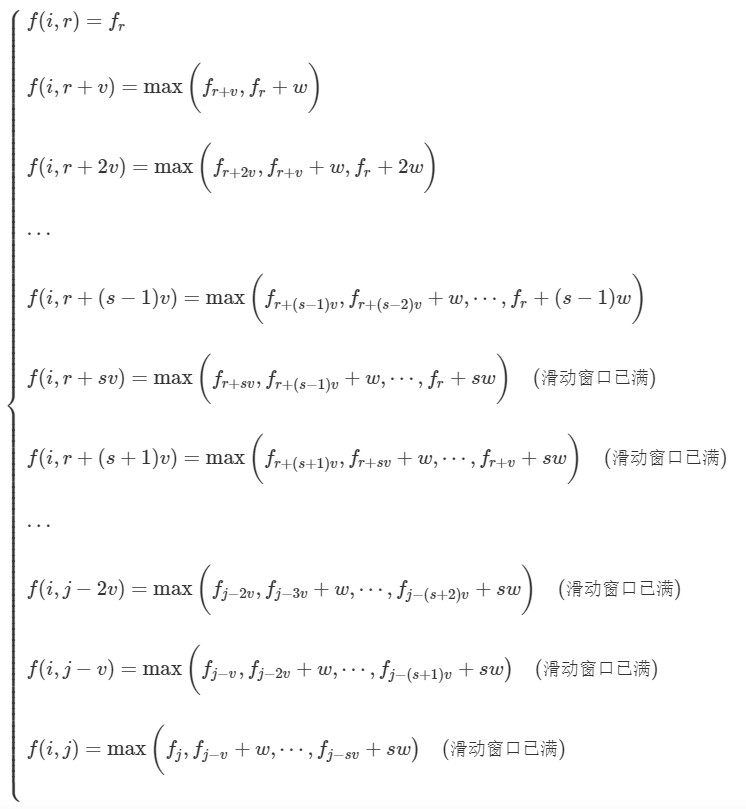 f(i, r) = f_r
f(i, r + v) = max(f_{r+v}, f_r + w)
f(i, r + 2v) = max(f_{r+2v}, f_{r+v} + w, f_r + 2w)
⋯
f(i, r + (s − 1)v) = max(f_{r+(s−1)v}, f_{r+(s−2)v} + w, ⋯, f_r + (s − 1)w)
f(i, r + sv) = max(f_{r+sv}, f_{r+(s−1)v} + w, ⋯, f_r + sw) (滑动窗口已满)
f(i, r + (s + 1)v) = max(f_{r+(s+1)v}, f_{r+sv} + w, ⋯, f_{r+v} + sw) (滑动窗口已满)
⋯
f(i, j − 2v) = max(f_{j−2v}, f_{j−3v} + w, ⋯, f_{j−(s+2)v} + sw) (滑动窗口已满)
f(i, j − v) = max(f_{j−v}, f_{j−2v} + w, ⋯, f_{j−(s+1)v} + sw) (滑动窗口已满)
f(i, j) = max(f_j, f_{j−v} + w, ⋯, f_{j−sv} + sw) (滑动窗口已满)